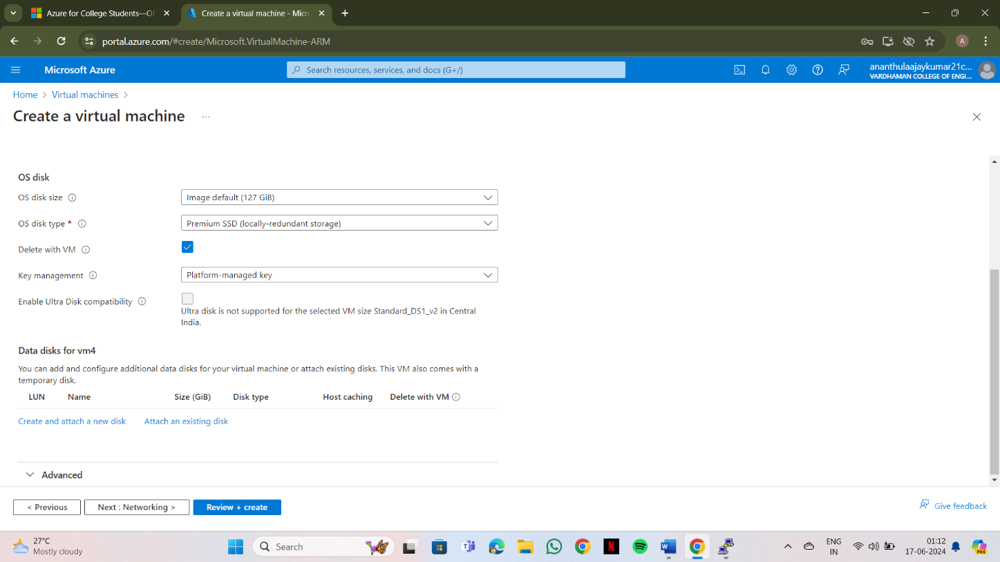 Azure for College Students—Of
Create a virtual machine - Micro
portal.azure.com/#create/Microsoft.VirtualMachine-ARM
A
Microsoft Azure
Search resources, services, and docs (G+/)
ananthulaajaykumar21c...
VARDHAMAN COLLEGE OF ENGI...
Home > Virtual machines >
Create a virtual machine ...
OS disk
OS disk size
Image default (127 GiB)
OS disk type *
Premium SSD (locally-redundant storage)
Delete with VM
Key management
Platform-managed key
Enable Ultra Disk compatibility
Ultra disk is not supported for the selected VM size Standard_DS1_v2 in Central
India.
Data disks for vm4
You can add and configure additional data disks for your virtual machine or attach existing disks. This VM also comes with a
temporary disk.
LUN Name Size (GiB) Disk type Host caching Delete with VM
Create and attach a new disk Attach an existing disk
Advanced
< Previous Next : Networking > Review + create
Give feedback
27°C
Mostly cloudy
Search
ENG
IN
01:12
17-06-2024
PRE